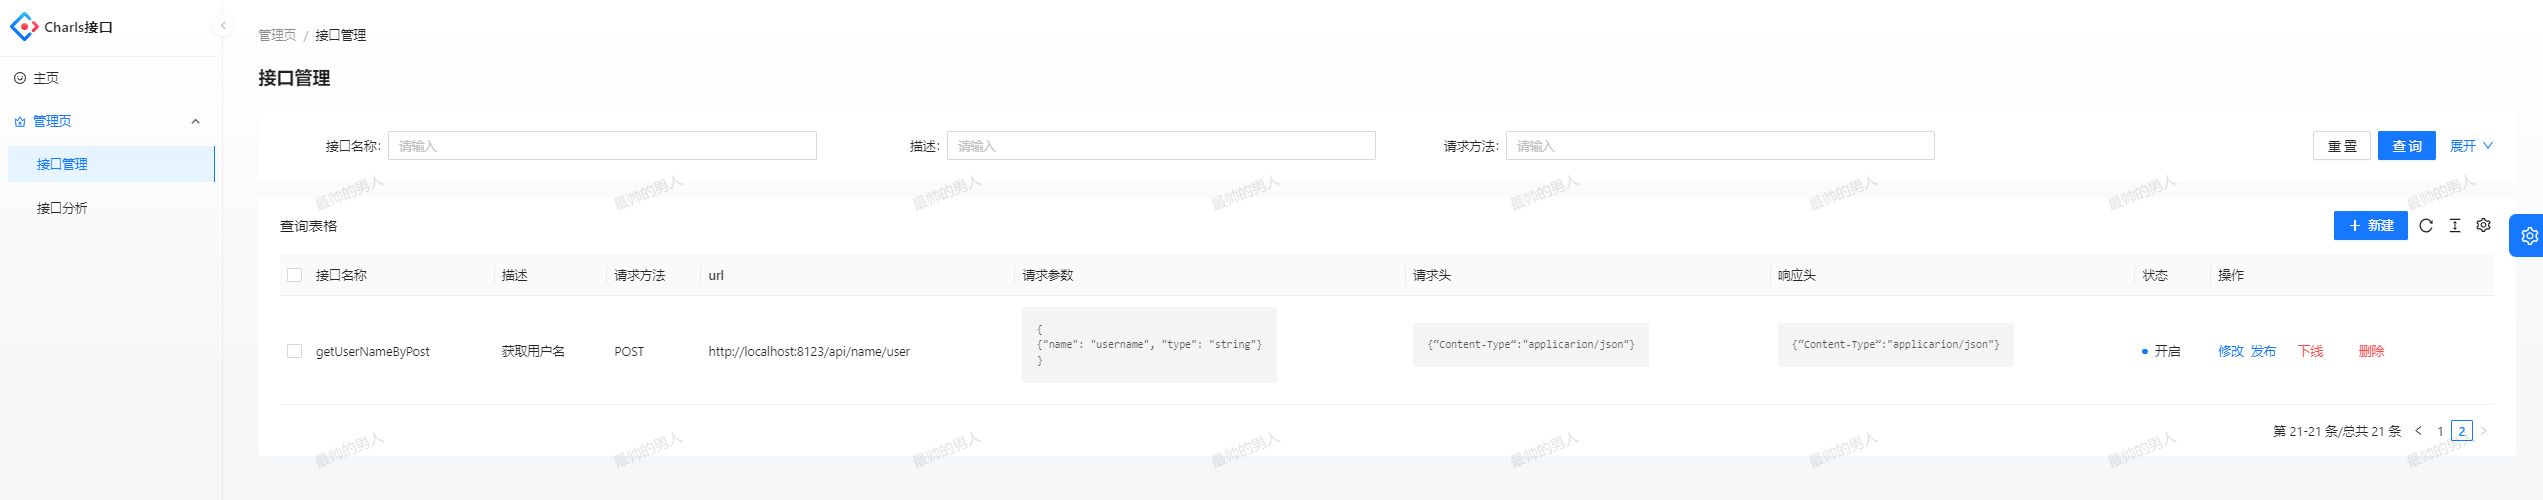 Charls接口
管理页 / 接口管理
主页
接口管理
管理页
接口名称: 请输入 描述: 请输入 请求方法: 请输入 重置 查询 展开
接口管理
最帅的男人 最帅的男人 最帅的男人 最帅的男人 最帅的男人 最帅的男人 最帅的男人 最帅的男人
接口分析
查询表格 新建
接口名称 描述 请求方法 url 请求参数 请求头 响应头 状态 操作
{
{"name": "username", "type": "string"}
}
getUserNameByPost 获取用户名 POST http://localhost:8123/api/name/user {“Content-Type”:"applicarion/json"} {“Content-Type”:"applicarion/json"} 开启 修改 发布 下线 删除
第 21-21 条/总共 21 条 < 1 2 >
最帅的男人 最帅的男人 最帅的男人 最帅的男人 最帅的男人 最帅的男人 最帅的男人 最帅的男人